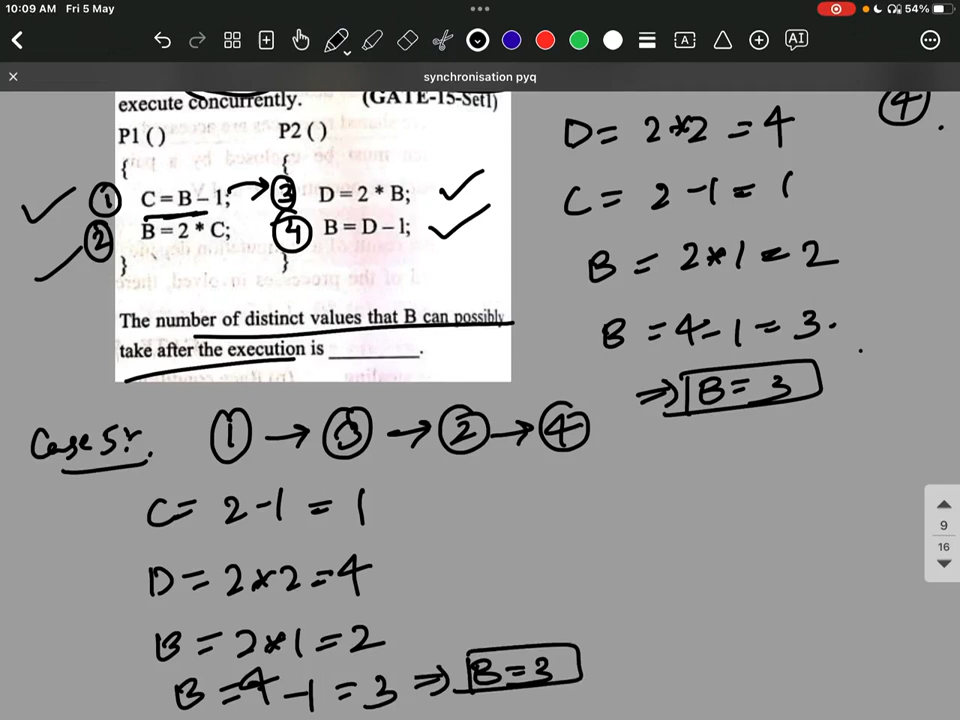 10:09 AM Fri 5 May
54%
AI
synchronisation pyq
execute concurrently. (GATE-15-Set1)
P1 () P2 ()
{ {
① C = B – 1; ③ D = 2 * B;
② B = 2 * C; ④ B = D – 1;
} }
The number of distinct values that B can possibly
take after the execution is ________.
④.
D = 2*2 = 4
C = 2 -1 = 1
B = 2*1 = 2
B = 4 - 1 = 3.
⇒ B = 3
Case 5:.
① → ③ → ② → ④
C = 2 -1 = 1
D = 2×2 = 4
B = 2*1 = 2
B = 4 - 1 = 3 ⇒ B = 3
9
16